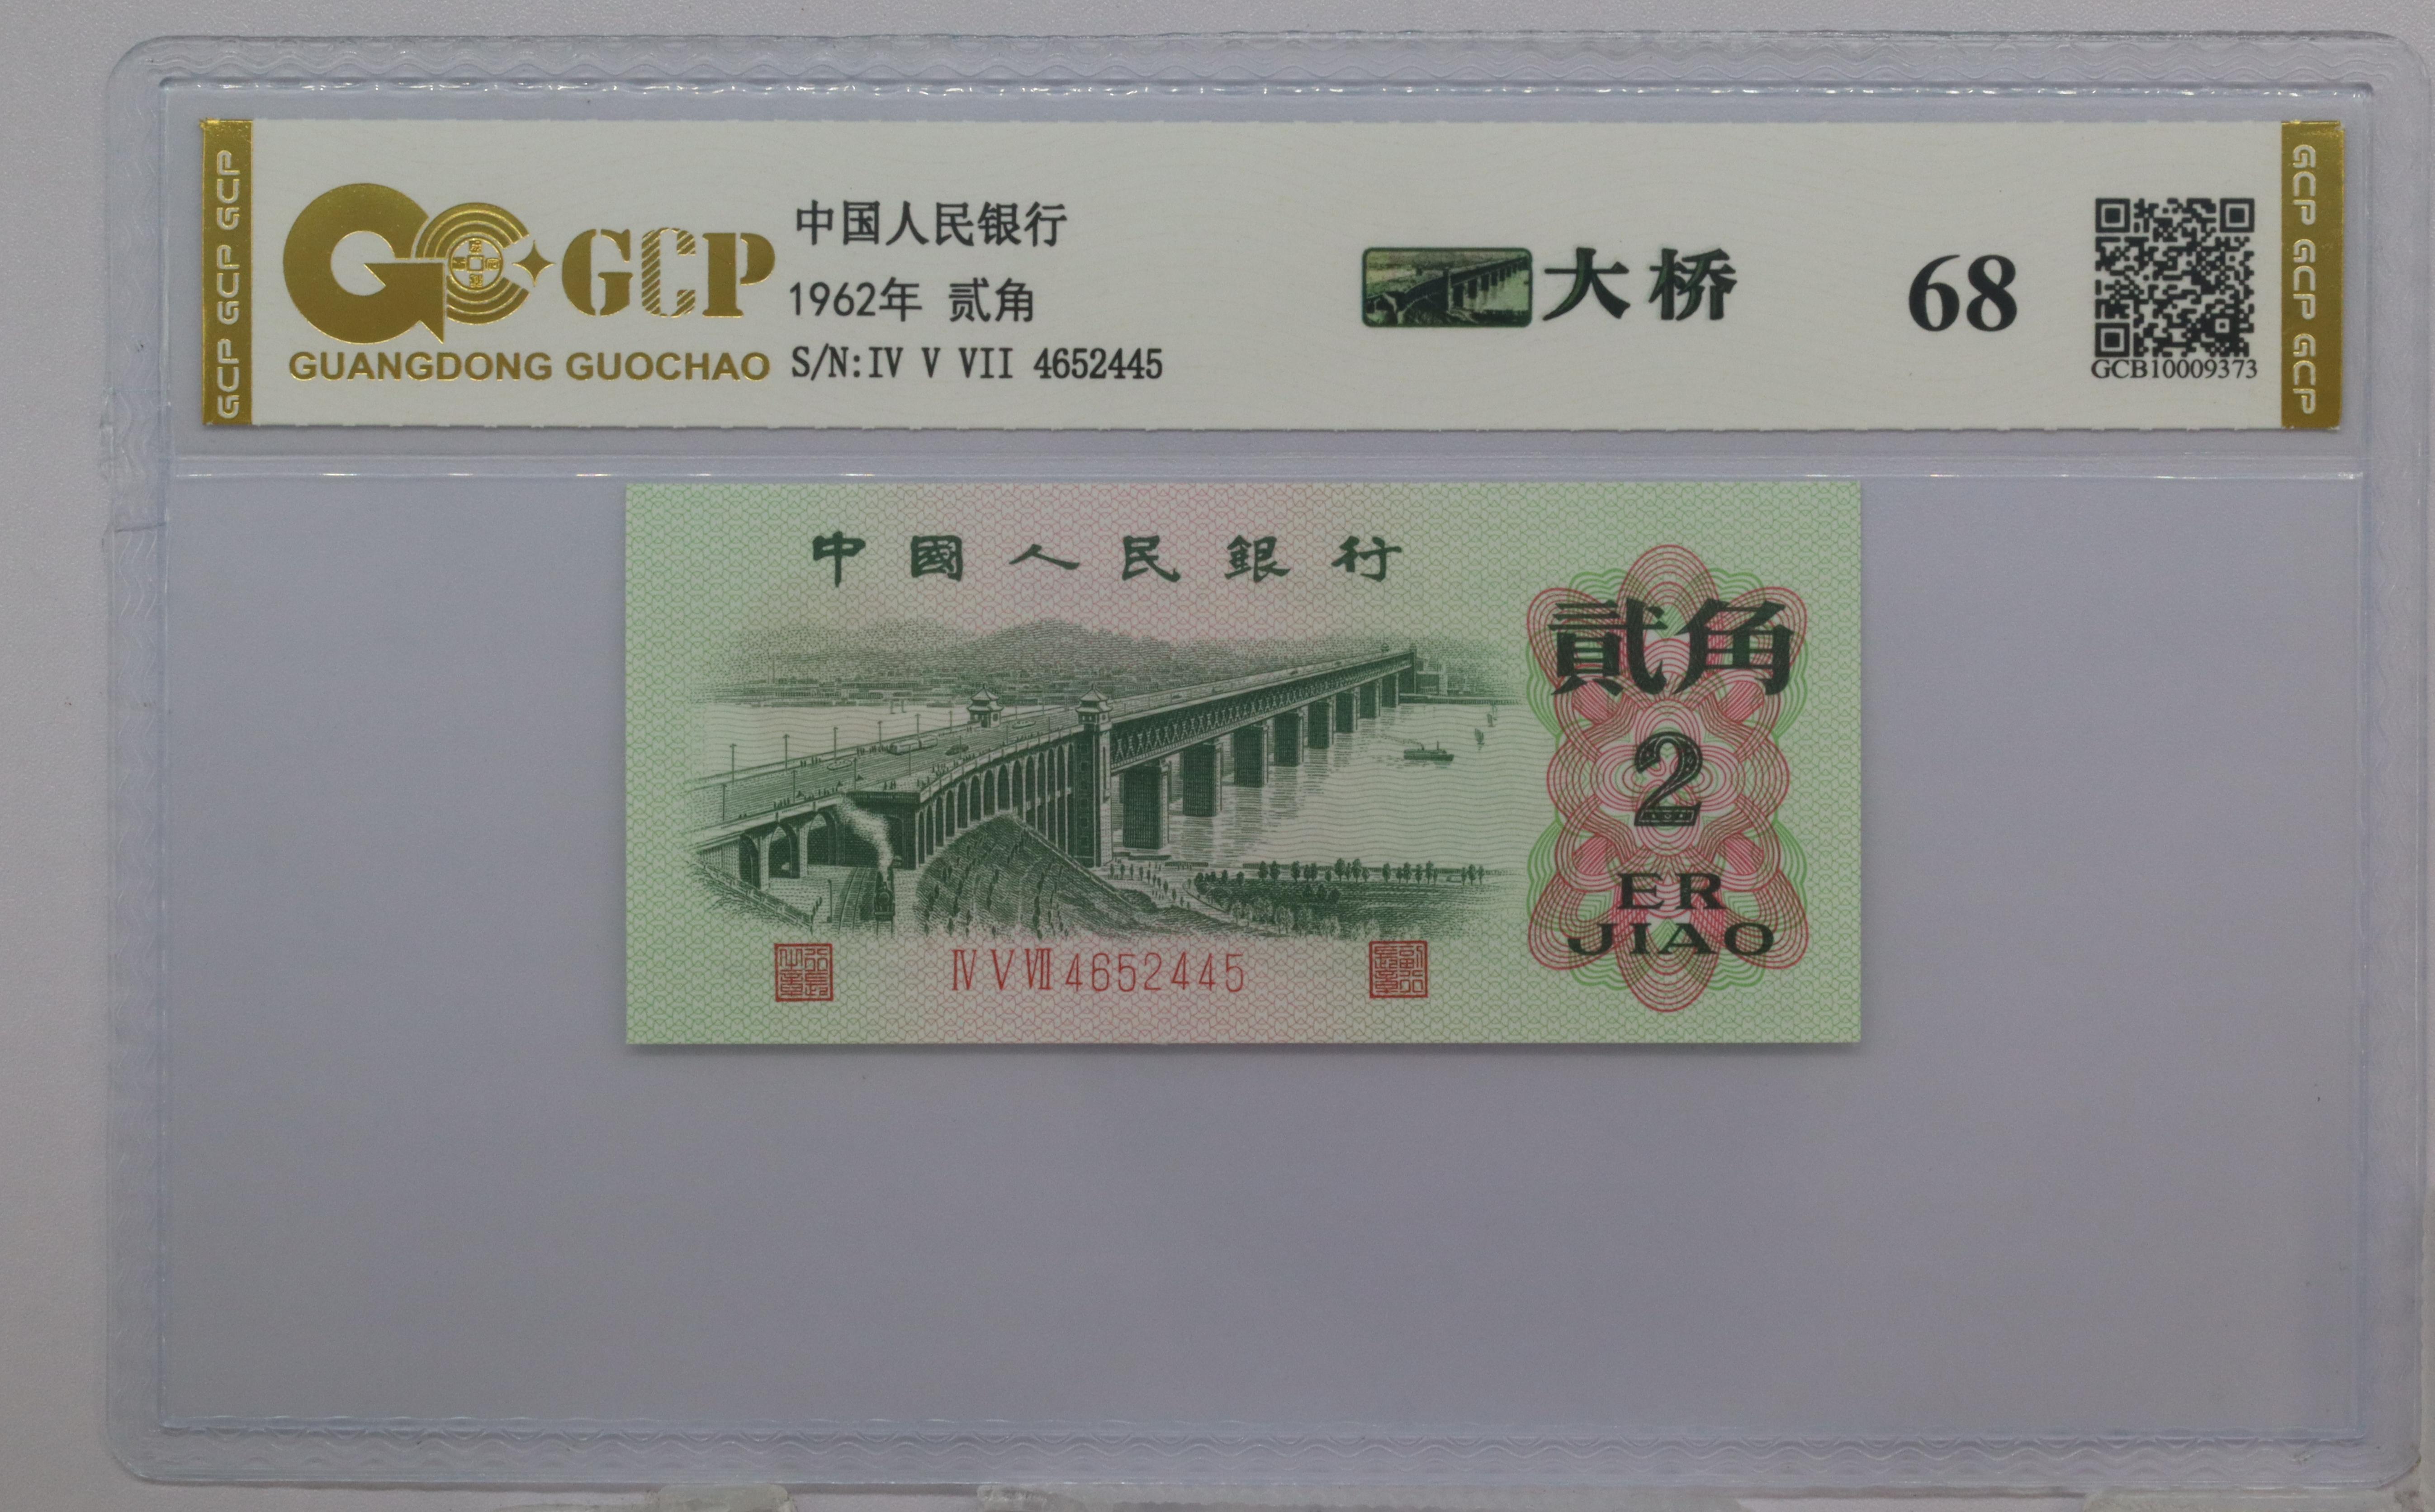 GCP GCP GCP
GCP
GUANGDONG GUOCHAO
中国人民银行
1962年 贰角
S/N:IV V VII 4652445
大桥
68
GCB10009373
GCP GCP GCP
中國人民銀行
貳角
2
ER
JIAO
Ⅳ Ⅴ Ⅶ 4652445